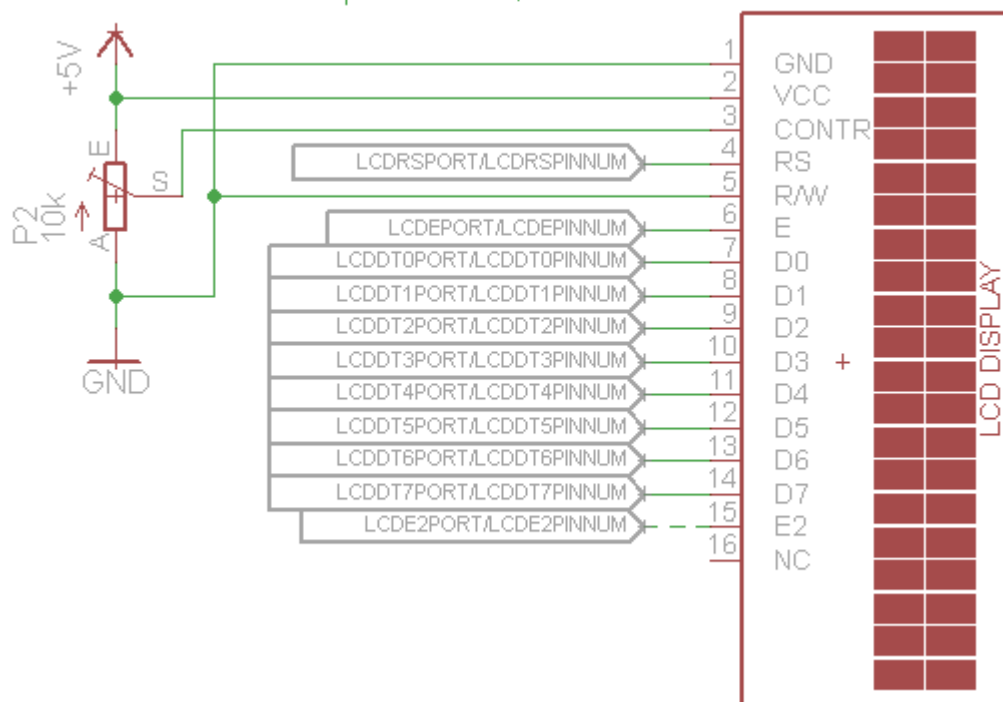 +5V
E
S
P2
10k
A
GND
1 GND
2 VCC
3 CONTR
LCDRSPORT/LCDRSPINNUM 4 RS
5 R/W
LCDEPORT/LCDEPINNUM 6 E
LCDDT0PORT/LCDDT0PINNUM 7 D0
LCDDT1PORT/LCDDT1PINNUM 8 D1
LCDDT2PORT/LCDDT2PINNUM 9 D2
LCDDT3PORT/LCDDT3PINNUM 10 D3
LCDDT4PORT/LCDDT4PINNUM 11 D4
LCDDT5PORT/LCDDT5PINNUM 12 D5
LCDDT6PORT/LCDDT6PINNUM 13 D6
LCDDT7PORT/LCDDT7PINNUM 14 D7
LCDE2PORT/LCDE2PINNUM 15 E2
16 NC
LCD DISPLAY